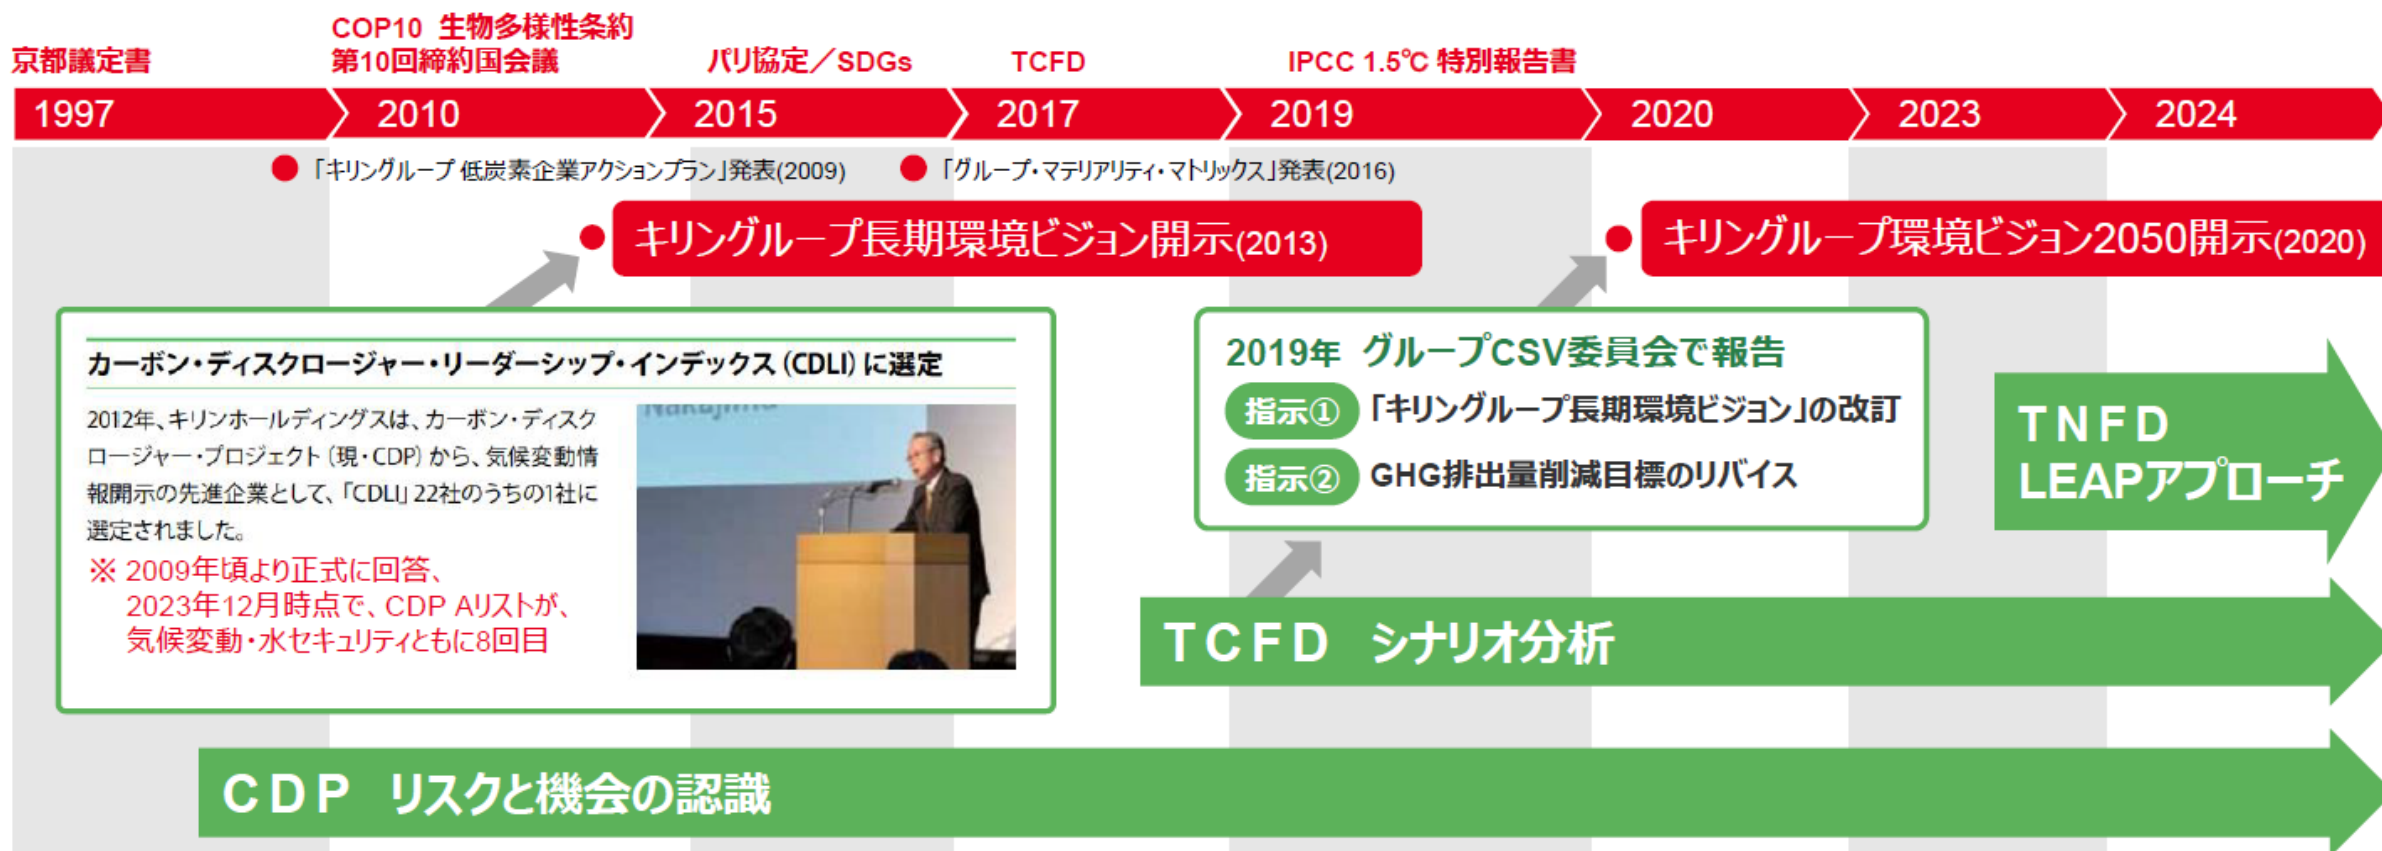 京都議定書
COP10 生物多様性条約
第10回締約国会議
パリ協定／SDGs
TCFD
IPCC 1.5℃ 特別報告書
1997
2010
2015
2017
2019
2020
2023
2024
「キリングループ 低炭素企業アクションプラン」発表(2009)
「グループ・マテリアリティ・マトリックス」発表(2016)
キリングループ長期環境ビジョン開示(2013)
キリングループ環境ビジョン2050開示(2020)
カーボン・ディスクロージャー・リーダーシップ・インデックス（CDLI）に選定
2012年、キリンホールディングスは、カーボン・ディスク
ロージャー・プロジェクト（現・CDP）から、気候変動情
報開示の先進企業として、「CDLI」22社のうちの1社に
選定されました。
※ 2009年頃より正式に回答、
2023年12月時点で、CDP Aリストが、
気候変動・水セキュリティともに8回目
Nakajima
2019年 グループCSV委員会で報告
指示① 「キリングループ長期環境ビジョン」の改訂
指示② GHG排出量削減目標のリバイス
TNFD
LEAPアプローチ
TCFD シナリオ分析
CDP リスクと機会の認識